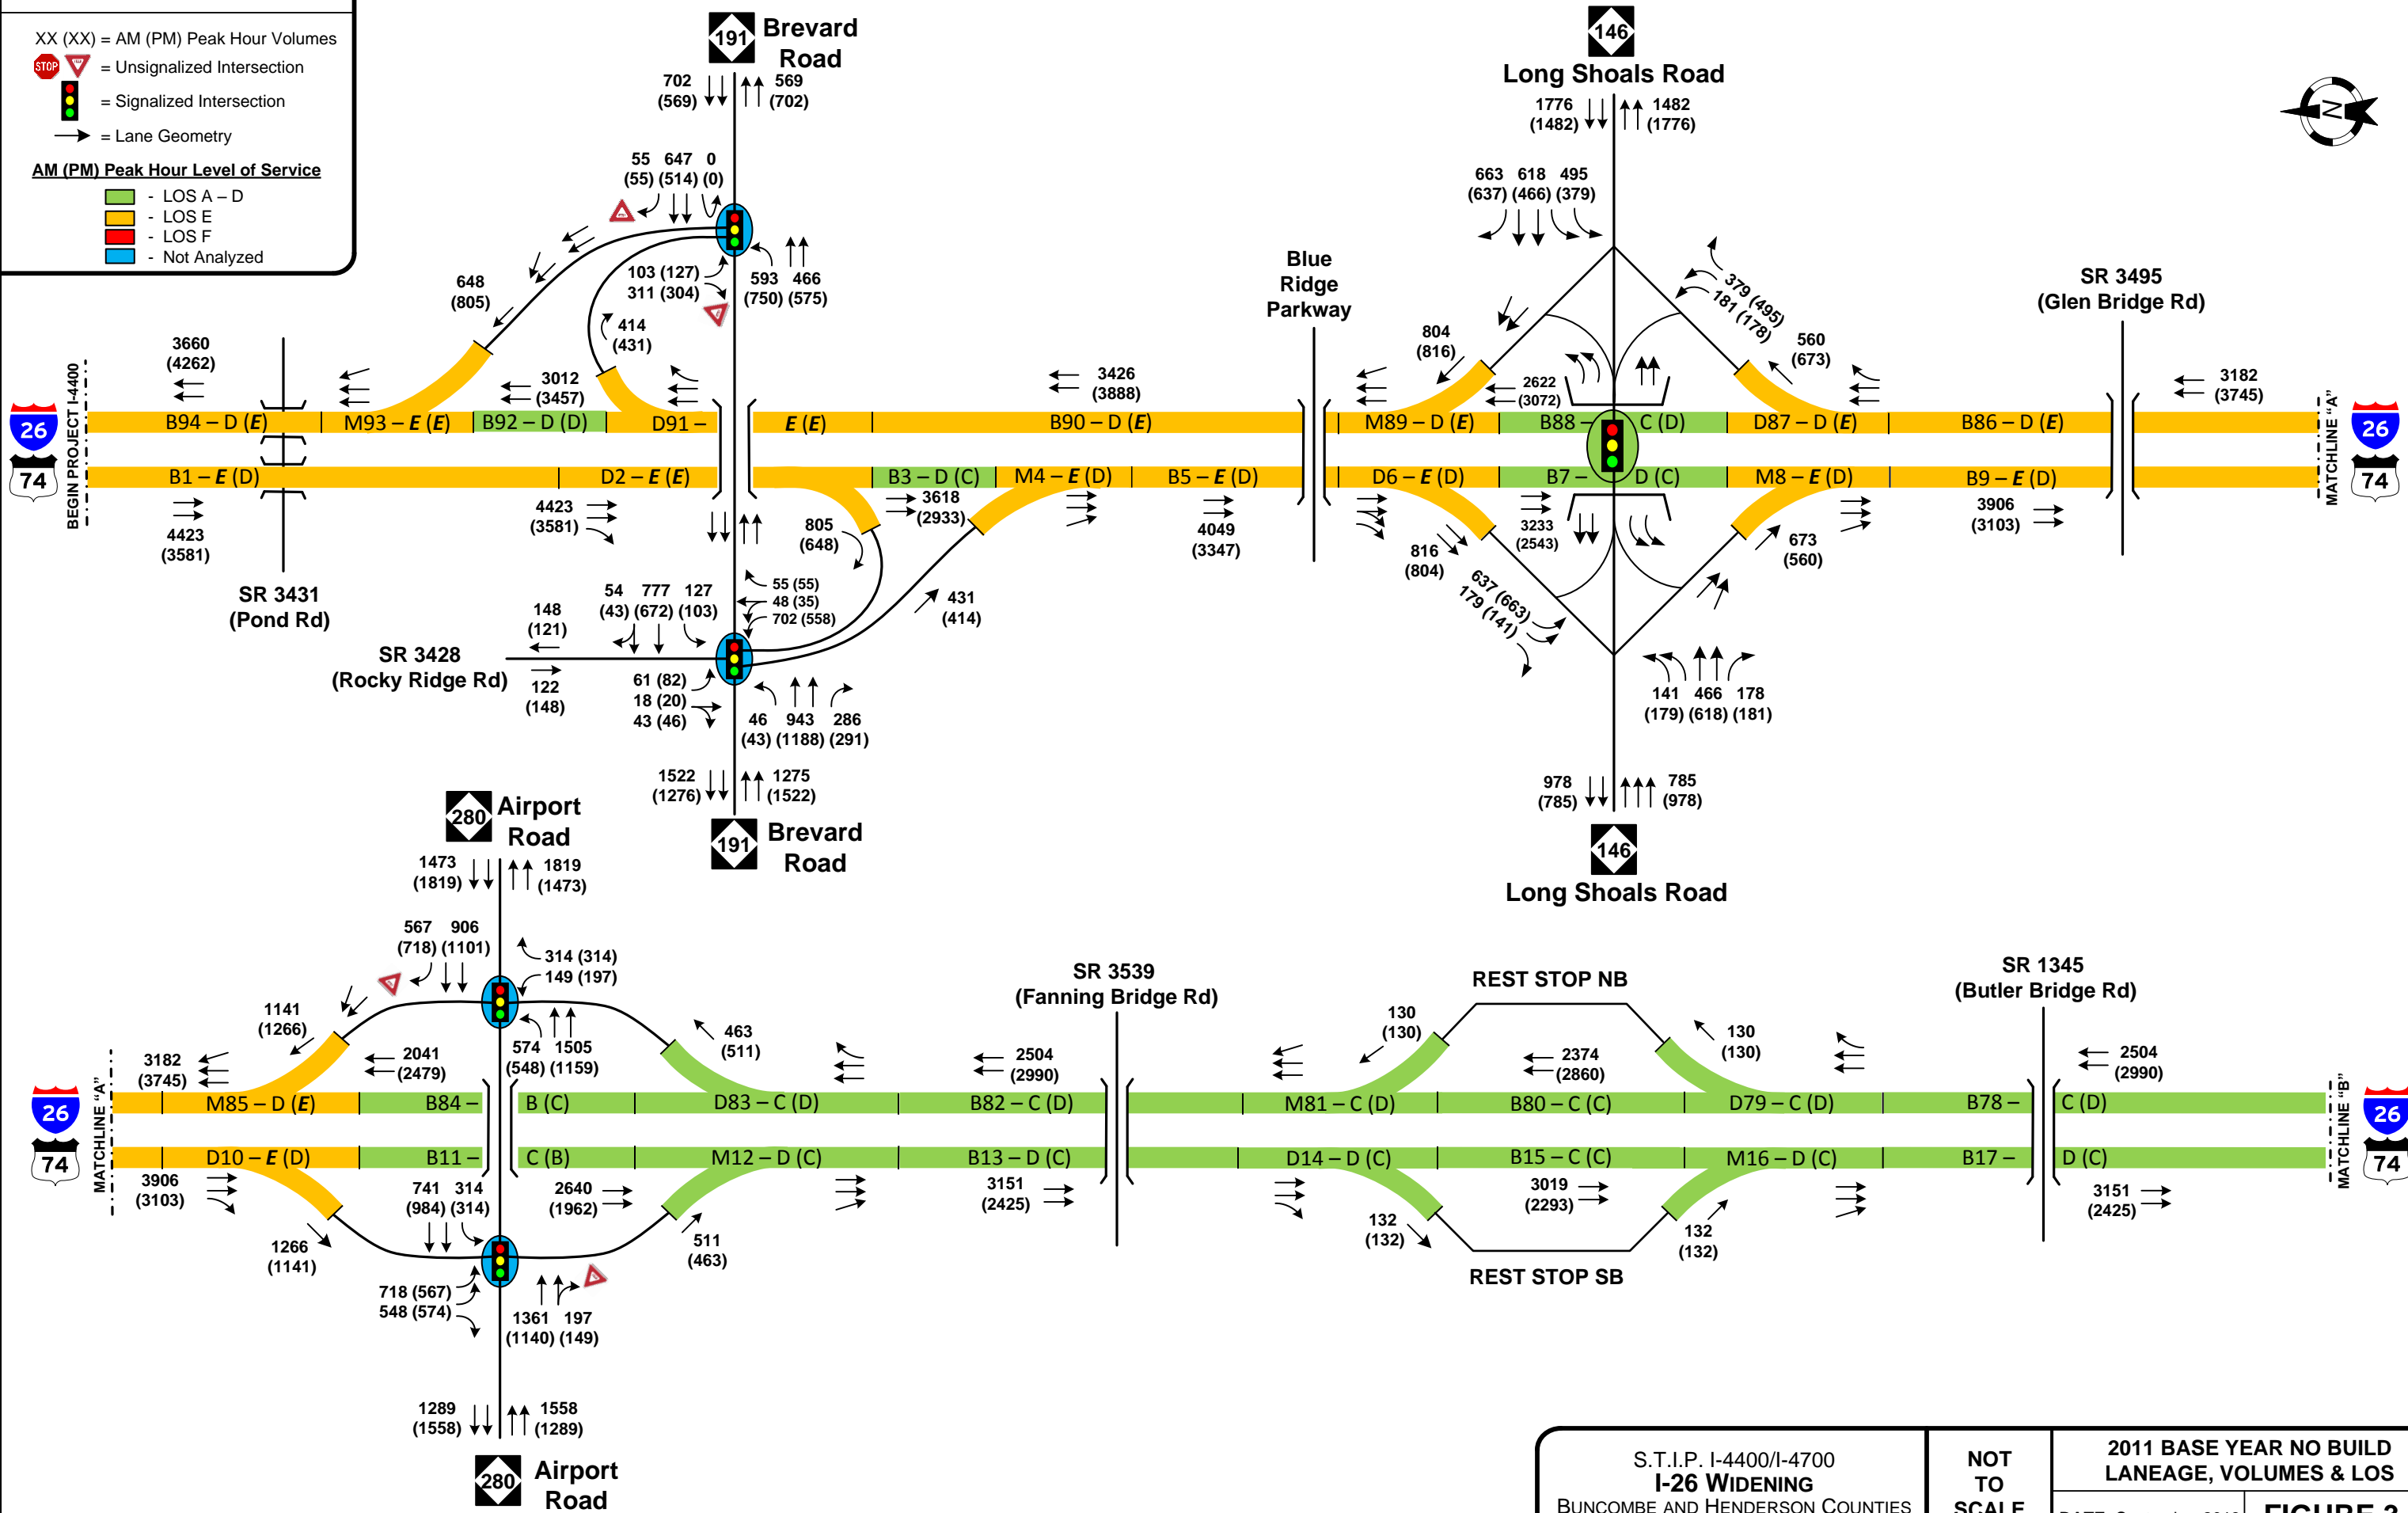 XX (XX) = AM (PM) Peak Hour Volumes
STOP = Unsignalized Intersection
= Signalized Intersection
= Lane Geometry
AM (PM) Peak Hour Level of Service
- LOS A – D
- LOS E
- LOS F
- Not Analyzed
191 Brevard
Road
702 569
(569) (702)
55 647 0
(55) (514) (0)
103 (127)
311 (304)
593 466
(750) (575)
648
(805)
414
(431)
3660
(4262)
3012
(3457)
3426
(3888)
Blue
Ridge
Parkway
146
Long Shoals Road
1776 1482
(1482) (1776)
663 618 495
(637) (466) (379)
379 (495)
181 (178)
804
(816)
560
(673)
2622
(3072)
SR 3495
(Glen Bridge Rd)
3182
(3745)
N
26
74
BEGIN PROJECT I-4400
B94 – D (E)
M93 – E (E)
B92 – D (D)
D91 – E (E)
B90 – D (E)
M89 – D (E)
B88 – C (D)
D87 – D (E)
B86 – D (E)
MATCHLINE "A"
26
74
B1 – E (D)
D2 – E (E)
B3 – D (C)
M4 – E (D)
B5 – E (D)
D6 – E (D)
B7 – D (C)
M8 – E (D)
B9 – E (D)
4423
(3581)
4423
(3581)
3618
(2933)
805
(648)
4049
(3347)
3233
(2543)
816
(804)
673
(560)
3906
(3103)
SR 3431
(Pond Rd)
637 (663)
179 (141)
54 777 127
(43) (672) (103)
55 (55)
48 (35)
702 (558)
431
(414)
148
(121)
SR 3428
(Rocky Ridge Rd)
122
(148)
61 (82)
18 (20)
43 (46)
46 943 286
(43) (1188) (291)
141 466 178
(179) (618) (181)
1522 1275
(1276) (1522)
191 Brevard
Road
978 785
(785) (978)
146
Long Shoals Road
280 Airport
Road
1473 1819
(1819) (1473)
567 906
(718) (1101)
314 (314)
149 (197)
1141
(1266)
574 1505
(548) (1159)
463
(511)
3182
(3745)
2041
(2479)
2504
(2990)
SR 3539
(Fanning Bridge Rd)
REST STOP NB
130
(130)
130
(130)
2374
(2860)
SR 1345
(Butler Bridge Rd)
2504
(2990)
26
74
MATCHLINE "A"
M85 – D (E)
B84 – B (C)
D83 – C (D)
B82 – C (D)
M81 – C (D)
B80 – C (C)
D79 – C (D)
B78 – C (D)
MATCHLINE "B"
26
74
D10 – E (D)
B11 – C (B)
M12 – D (C)
B13 – D (C)
D14 – D (C)
B15 – C (C)
M16 – D (C)
B17 – D (C)
3906
(3103)
741 314
(984) (314)
2640
(1962)
3151
(2425)
3019
(2293)
3151
(2425)
1266
(1141)
511
(463)
132
(132)
132
(132)
REST STOP SB
718 (567)
548 (574)
1361 197
(1140) (149)
1289 1558
(1558) (1289)
280 Airport
Road
S.T.I.P. I-4400/I-4700
I-26 WIDENING
BUNCOMBE AND HENDERSON COUNTIES
NOT
TO
SCALE
2011 BASE YEAR NO BUILD
LANEAGE, VOLUMES & LOS